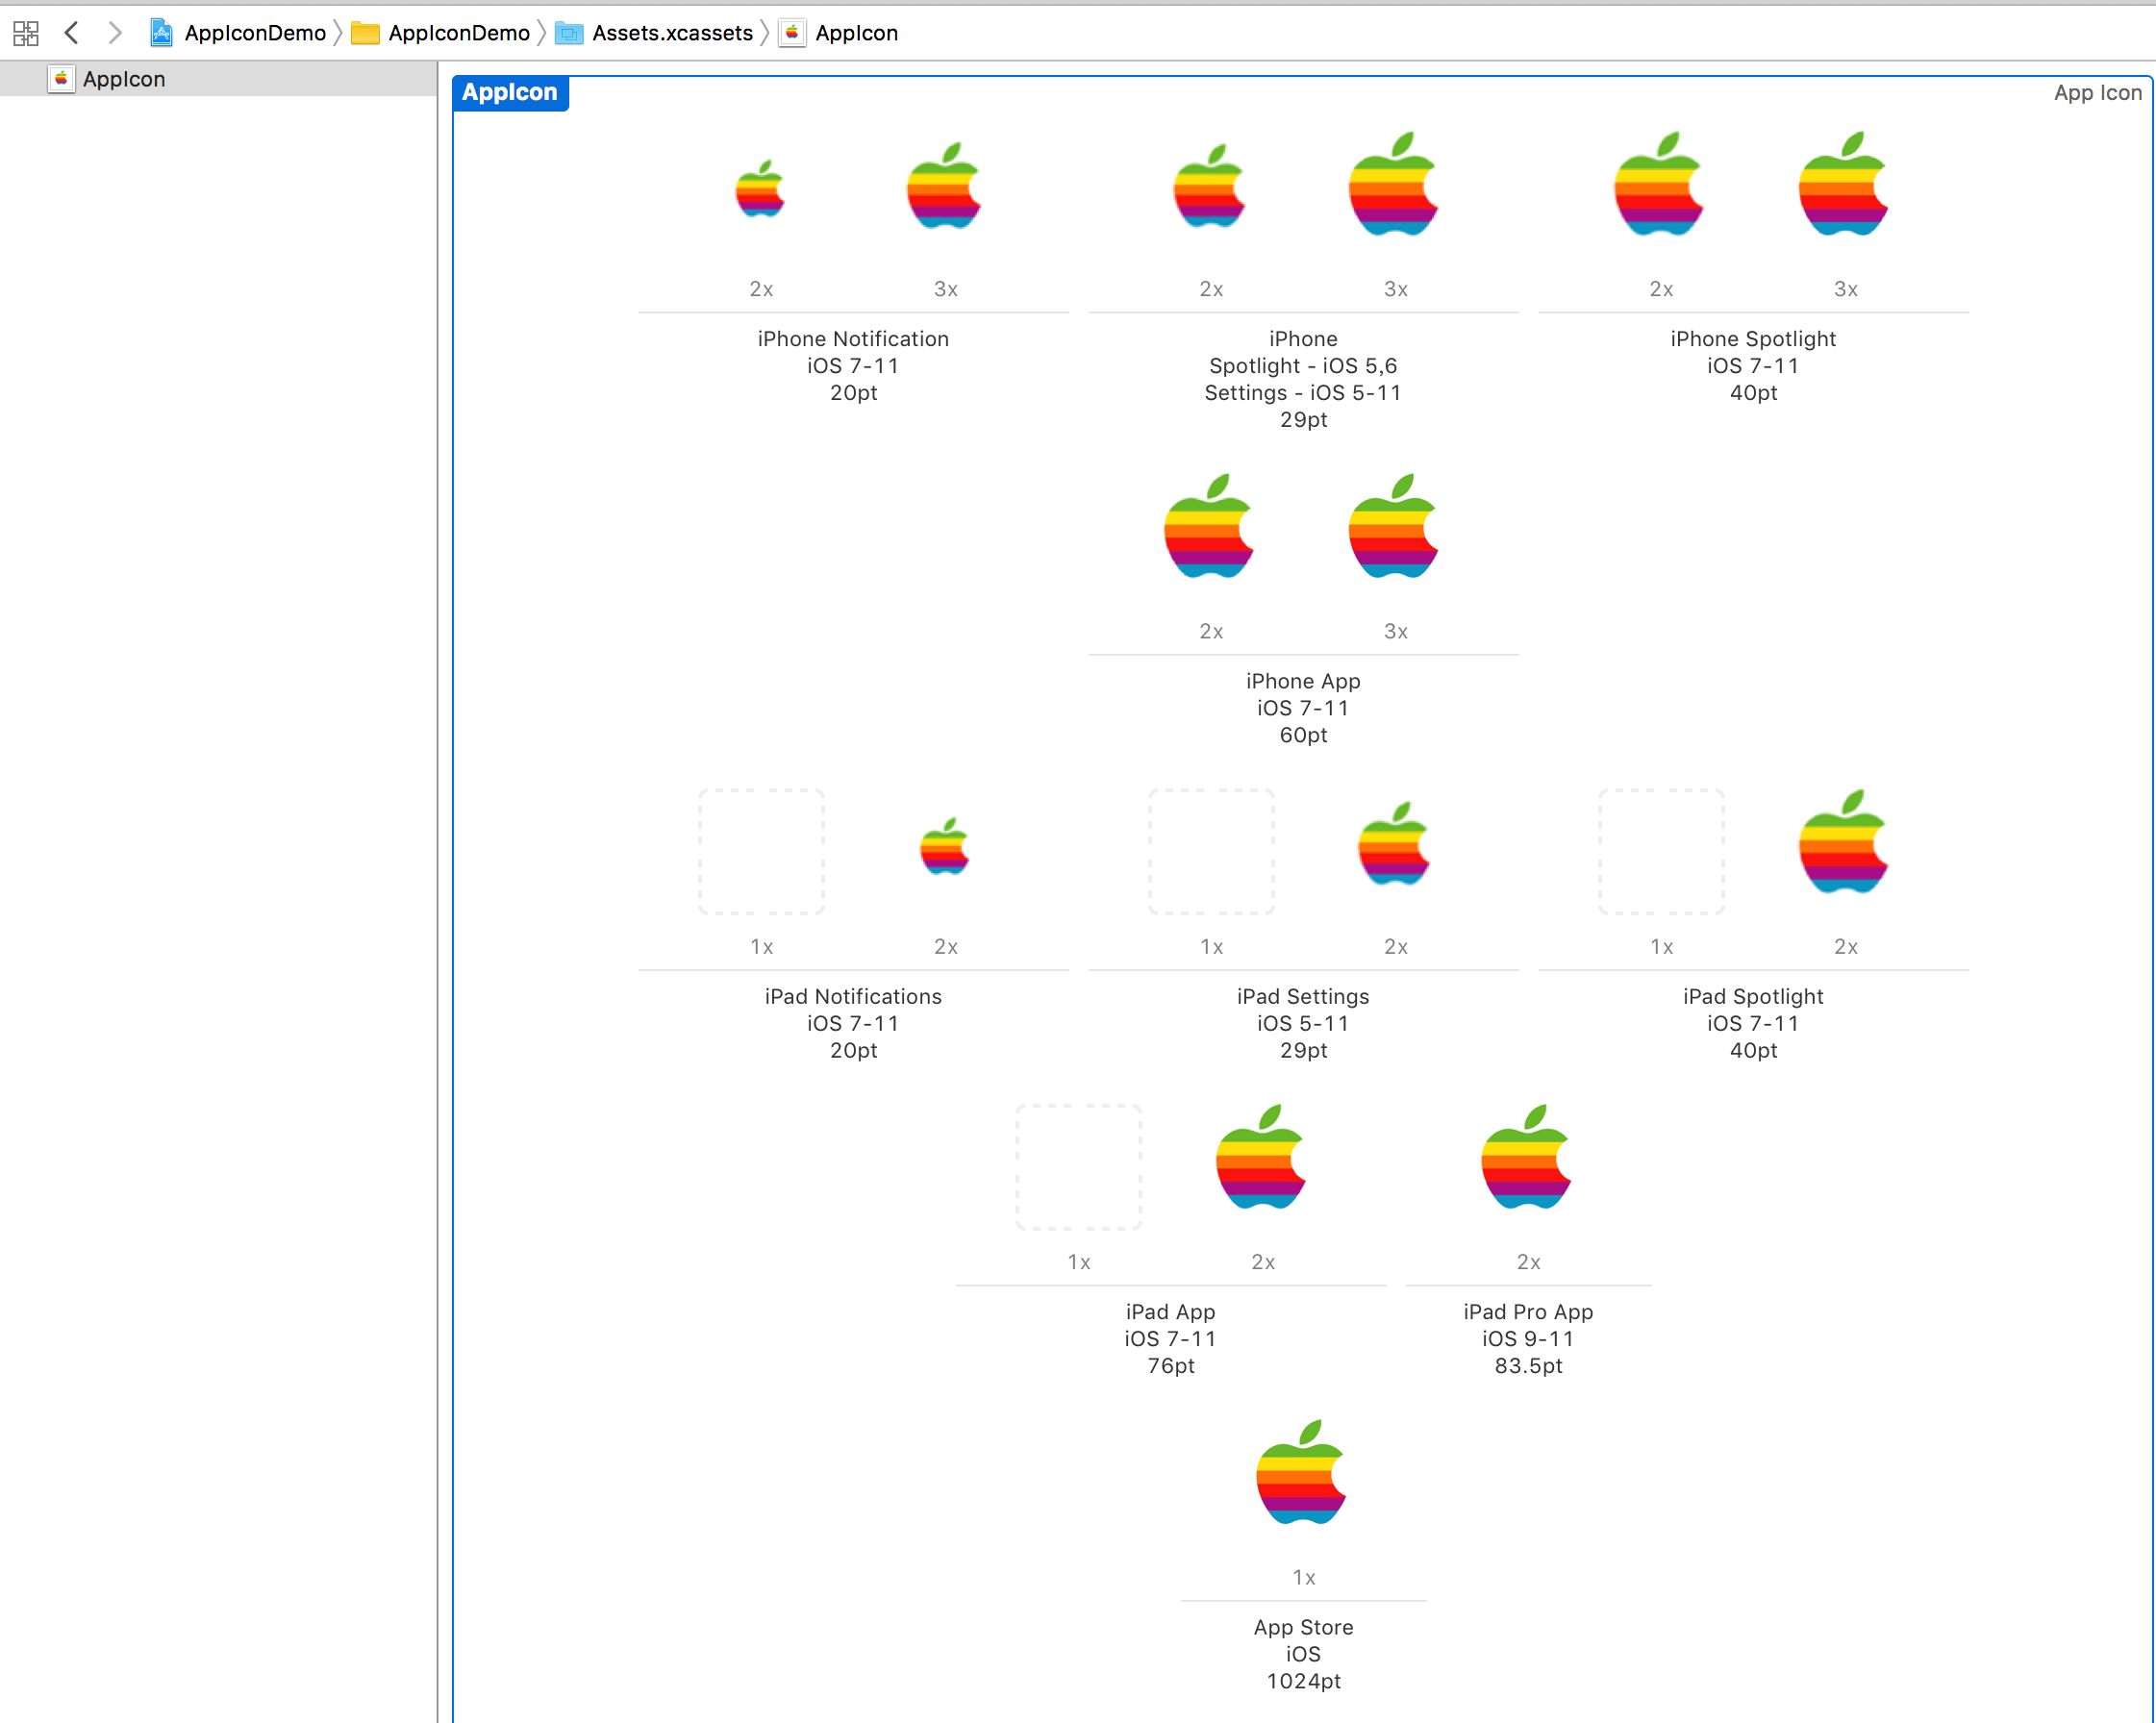 AppIconDemo AppIconDemo Assets.xcassets AppIcon
AppIcon
AppIcon
App Icon
2x 3x
iPhone Notification
iOS 7-11
20pt
2x 3x
iPhone
Spotlight - iOS 5,6
Settings - iOS 5-11
29pt
2x 3x
iPhone Spotlight
iOS 7-11
40pt
2x 3x
iPhone App
iOS 7-11
60pt
1x 2x
iPad Notifications
iOS 7-11
20pt
1x 2x
iPad Settings
iOS 5-11
29pt
1x 2x
iPad Spotlight
iOS 7-11
40pt
1x 2x
iPad App
iOS 7-11
76pt
2x
iPad Pro App
iOS 9-11
83.5pt
1x
App Store
iOS
1024pt